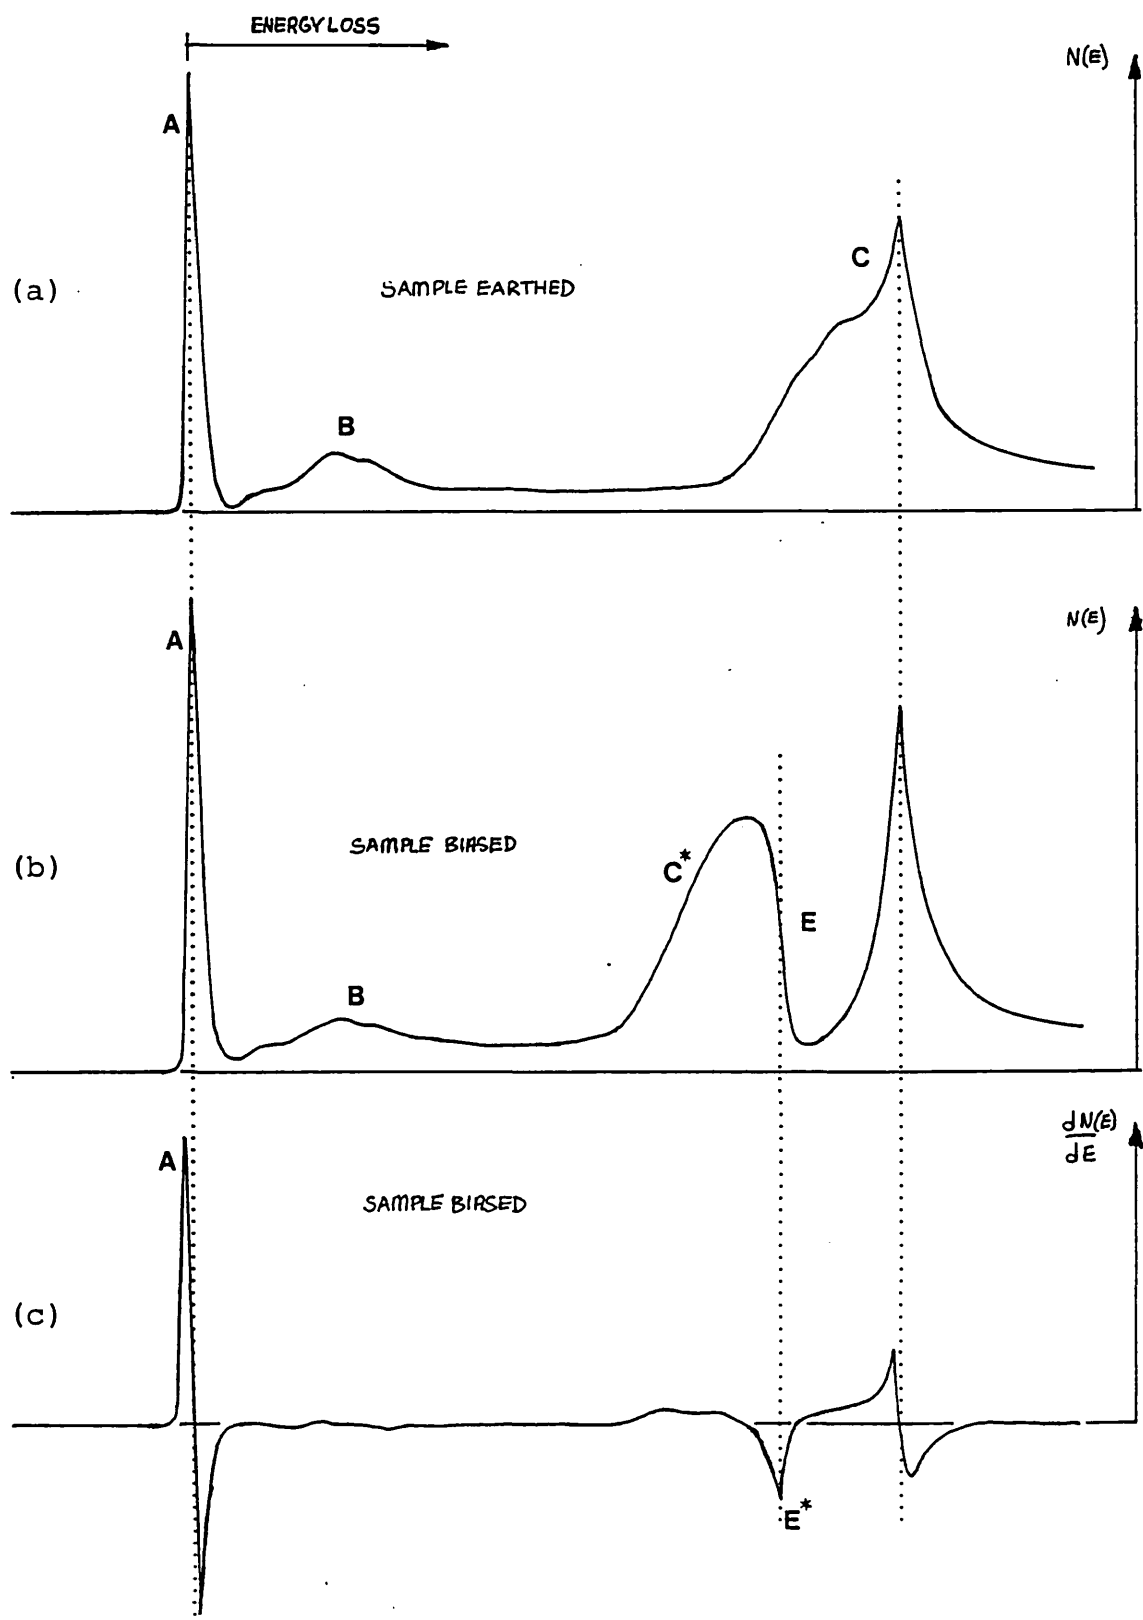 ENERGY LOSS
N(E)
A
C
(a)
SAMPLE EARTHED
B
N(E)
A
SAMPLE BIASED
(b)
C*
E
B
dN(E)
dE
A
SAMPLE BIASED
(c)
E*